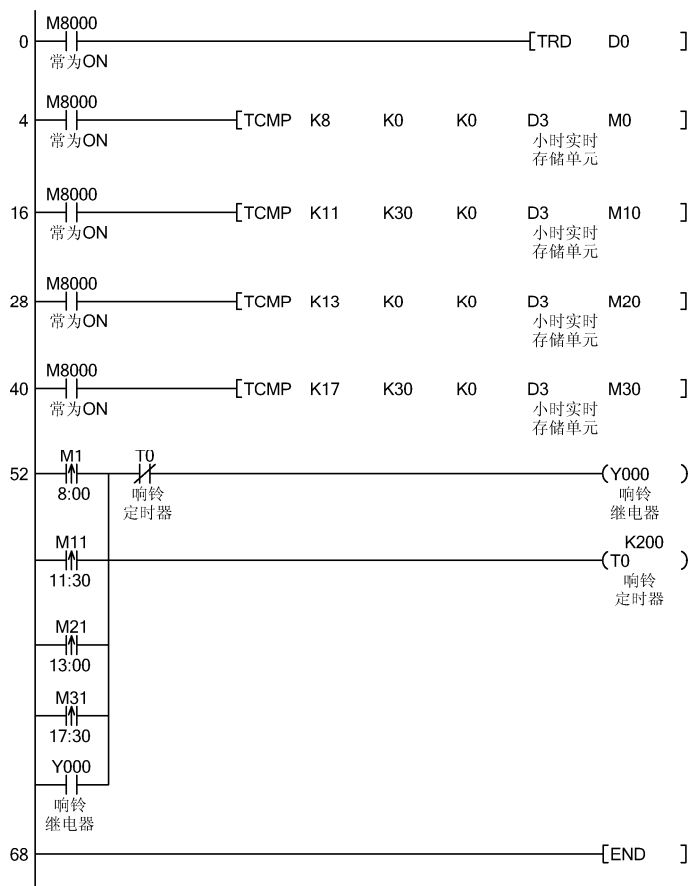 M8000
0 [TRD D0 ]
常为ON
M8000
4 [TCMP K8 K0 K0 D3 M0 ]
常为ON 小时实时
存储单元
M8000
16 [TCMP K11 K30 K0 D3 M10 ]
常为ON 小时实时
存储单元
M8000
28 [TCMP K13 K0 K0 D3 M20 ]
常为ON 小时实时
存储单元
M8000
40 [TCMP K17 K30 K0 D3 M30 ]
常为ON 小时实时
存储单元
M1 T0
52 (Y000 )
8:00 响铃 响铃
定时器 继电器
M11 K200
(T0 )
11:30 响铃
定时器
M21
13:00
M31
17:30
Y000
响铃
继电器
68 [END ]